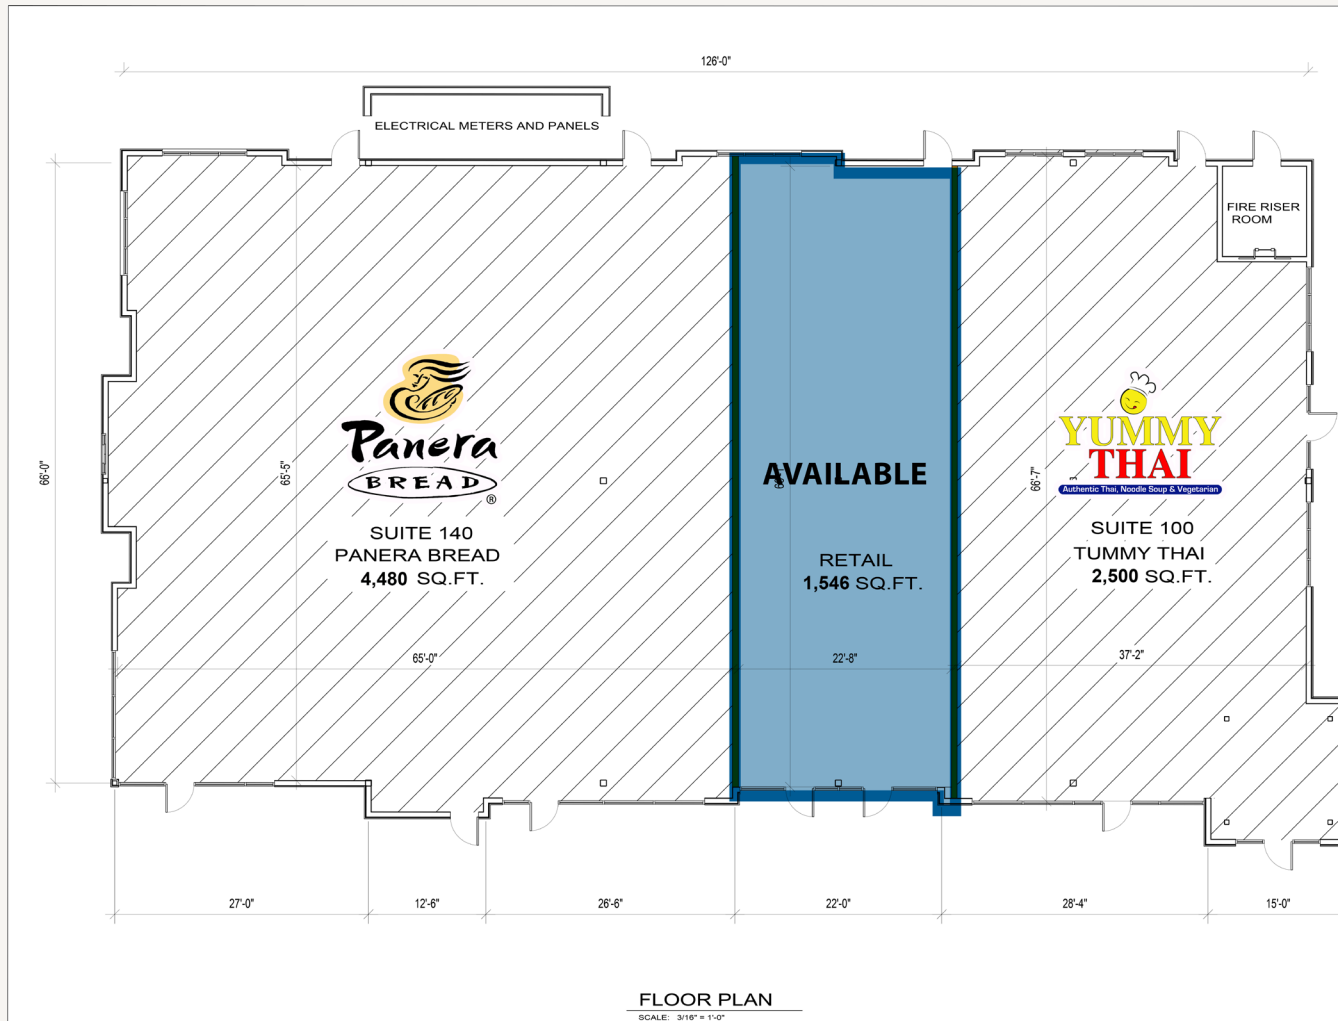 126'-0"
ELECTRICAL METERS AND PANELS
FIRE RISER
ROOM
66'-0"
65'-5"
Panera
BREAD
®
SUITE 140
PANERA BREAD
4,480 SQ.FT.
65'-0"
AVAILABLE
RETAIL
1,546 SQ.FT.
22'-8"
66'-7"
YUMMY
THAI
Authentic Thai, Noodle Soup & Vegetarian
SUITE 100
TUMMY THAI
2,500 SQ.FT.
37'-2"
27'-0"
12'-6"
26'-6"
22'-0"
28'-4"
15'-0"
FLOOR PLAN
SCALE: 3/16" = 1'-0"